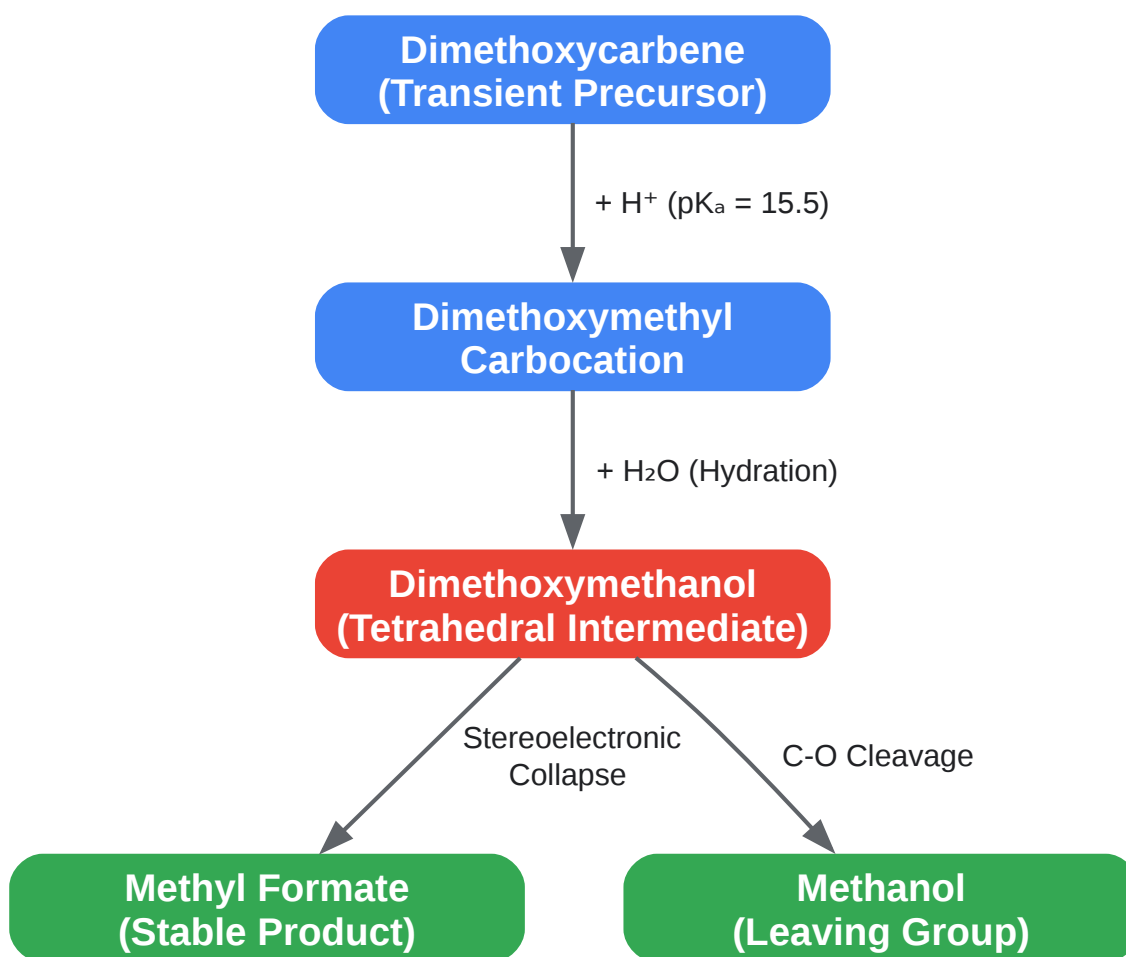 Dimethoxycarbene
(Transient Precursor)
+ H⁺ (pKₐ = 15.5)
Dimethoxymethyl
Carbocation
+ H₂O (Hydration)
Dimethoxymethanol
(Tetrahedral Intermediate)
Stereoelectronic
Collapse
C-O Cleavage
Methyl Formate
(Stable Product)
Methanol
(Leaving Group)